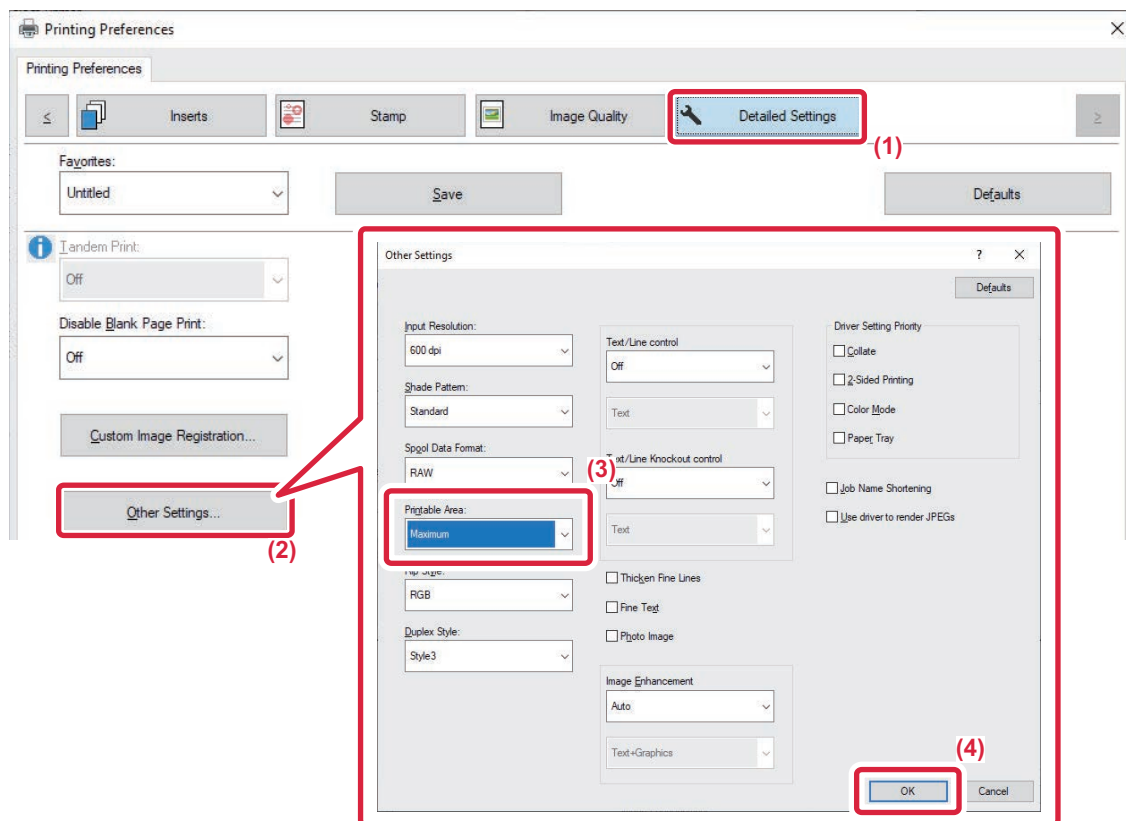 Printing Preferences
Printing Preferences
<
Inserts
Stamp
Image Quality
Detailed Settings
>
(1)
Favorites:
Untitled
Save
Defaults
Tandem Print:
Off
Disable Blank Page Print:
Off
Custom Image Registration...
Other Settings...
(2)
Other Settings
?
Defaults
Input Resolution:
600 dpi
Shade Pattern:
Standard
Spool Data Format:
RAW
(3)
Printable Area:
Maximum
Rip Style:
RGB
Duplex Style:
Style3
Text/Line control
Off
Text
Text/Line Knockout control
Off
Text
Thicken Fine Lines
Fine Text
Photo Image
Image Enhancement
Auto
Text+Graphics
Driver Setting Priority
Collate
2-Sided Printing
Color Mode
Paper Tray
Job Name Shortening
Use driver to render JPEGs
(4)
OK
Cancel